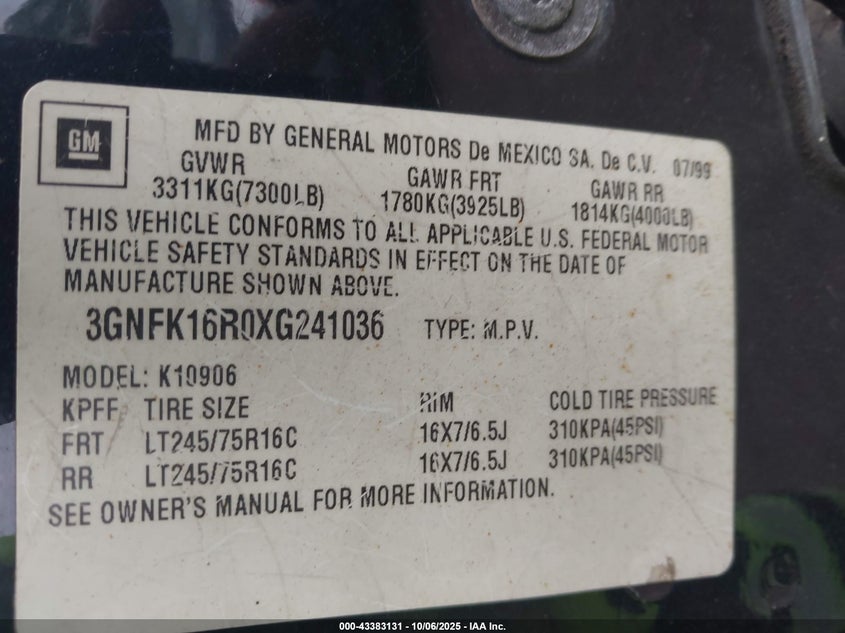 GM
MFD BY GENERAL MOTORS De MEXICO SA. De C.V. 07/99
GVWR GAWR FRT GAWR RR
3311KG(7300LB) 1780KG(3925LB) 1814KG(4000LB)
THIS VEHICLE CONFORMS TO ALL APPLICABLE U.S. FEDERAL MOTOR
VEHICLE SAFETY STANDARDS IN EFFECT ON THE DATE OF
MANUFACTURE SHOWN ABOVE.
3GNFK16R0XG241036 TYPE: M.P.V.
MODEL: K10906
KPFF TIRE SIZE RIM COLD TIRE PRESSURE
FRT LT245/75R16C 16X7/6.5J 310KPA(45PSI)
RR LT245/75R16C 16X7/6.5J 310KPA(45PSI)
SEE OWNER'S MANUAL FOR MORE INFORMATION.
000-43383131 - 10/06/2025 - IAA Inc.